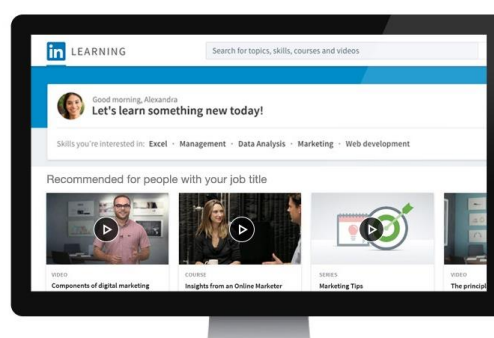 in LEARNING
Search for topics, skills, courses and videos
Good morning, Alexandra
Let's learn something new today!
Skills you're interested in: Excel • Management • Data Analysis • Marketing • Web development
Recommended for people with your job title
VIDEO
Components of digital marketing
COURSE
Insights from an Online Marketer
SERIES
Marketing Tips
VIDEO
The principl